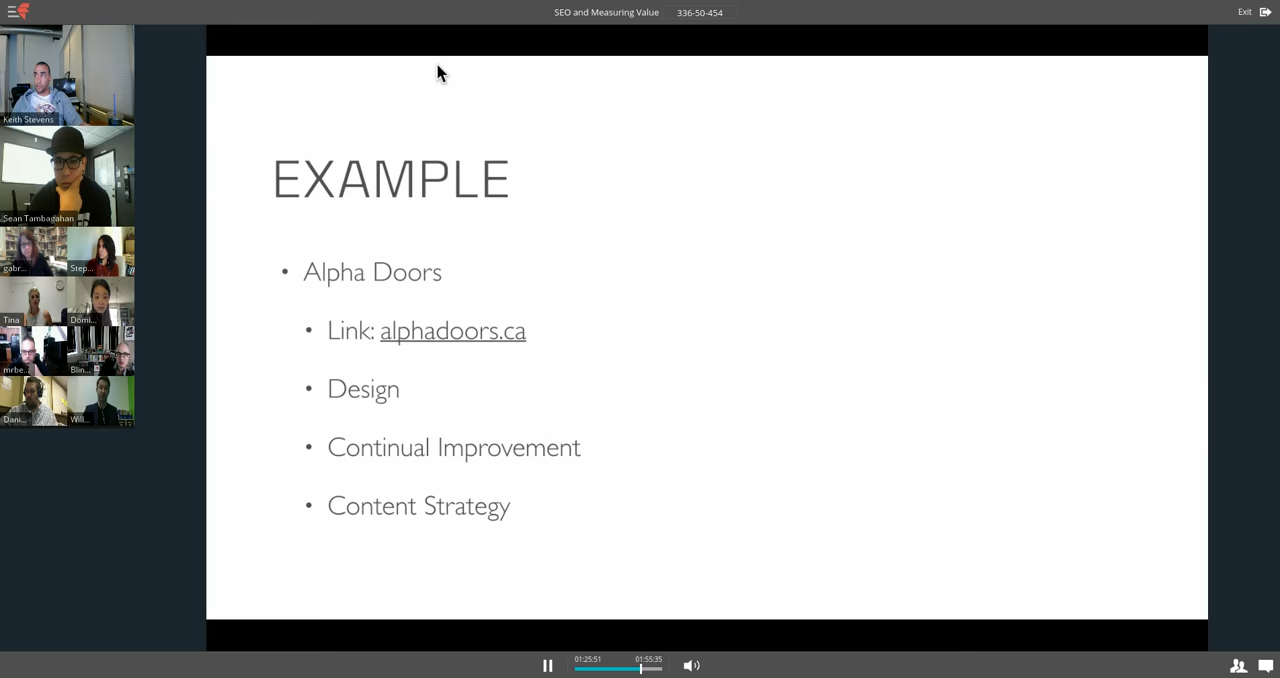 SEO and Measuring Value 336-50-454 Exit
Keith Stevens
Sean Tambagahan
gabr... Step...
Tina Domi...
mrbe... Blin...
Dani... Will...
EXAMPLE
• Alpha Doors
• Link: alphadoors.ca
• Design
• Continual Improvement
• Content Strategy
01:25:51 01:55:35